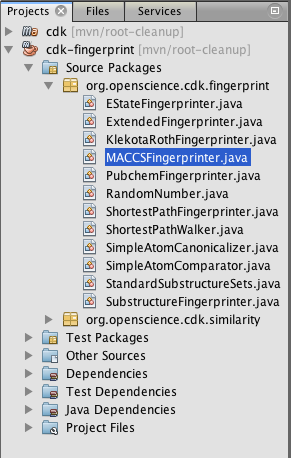 Projects Files Services
cdk [mvn/root-cleanup]
cdk-fingerprint [mvn/root-cleanup]
Source Packages
org.openscience.cdk.fingerprint
EStateFingerprinter.java
ExtendedFingerprinter.java
KlekotaRothFingerprinter.java
MACCSFingerprinter.java
PubchemFingerprinter.java
RandomNumber.java
ShortestPathFingerprinter.java
ShortestPathWalker.java
SimpleAtomCanonicalizer.java
SimpleAtomComparator.java
StandardSubstructureSets.java
SubstructureFingerprinter.java
org.openscience.cdk.similarity
Test Packages
Other Sources
Dependencies
Test Dependencies
Java Dependencies
Project Files